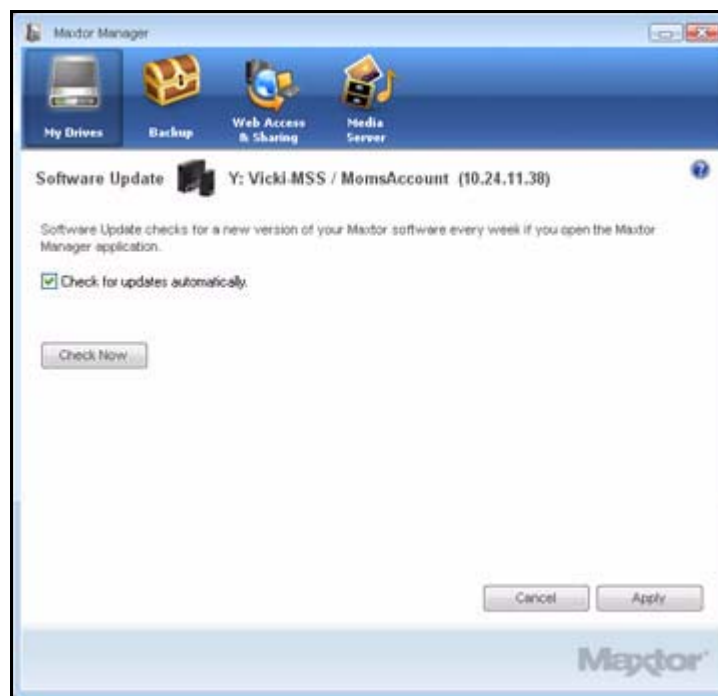 Maxtor Manager
My Drives
Backup
Web Access
& Sharing
Media
Server
Software Update
Y: Vicki-MSS / MomsAccount (10.24.11.38)
Software Update checks for a new version of your Maxtor software every week if you open the Maxtor
Manager application.
Check for updates automatically.
Check Now
Cancel
Apply
Maxtor